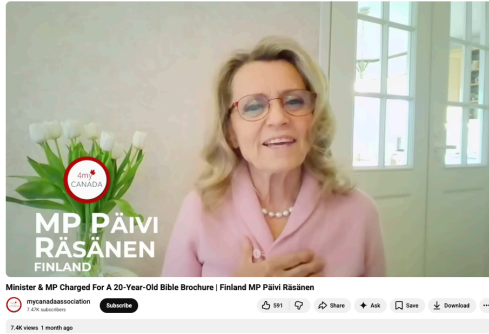 4my
CANADA
MP PÄIVI
RÄSÄNEN
FINLAND
Minister & MP Charged For A 20-Year-Old Bible Brochure | Finland MP Päivi Räsänen
mycanadaassociation
7.47K subscribers
Subscribe
591
Share
Ask
Save
Download
7.4K views 1 month ago